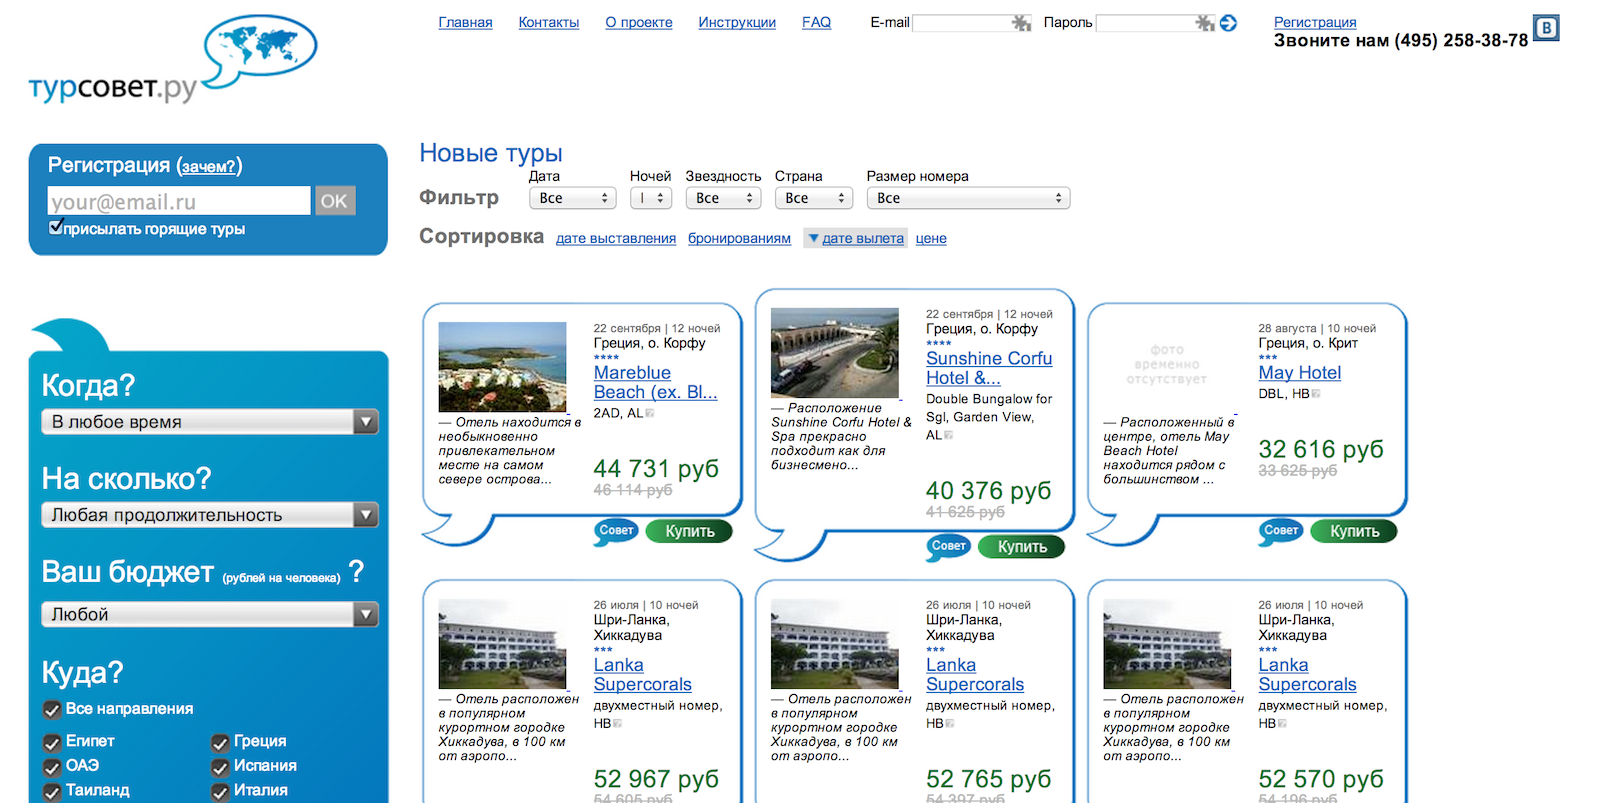 Главная Контакты О проекте Инструкции FAQ E-mail Пароль Регистрация
Звоните нам (495) 258-38-78
В
турсовет.ру
Регистрация (зачем?)
your@email.ru OK
присылать горящие туры
Новые туры
Дата Ночей Звездность Страна Размер номера
Фильтр Все Все Все Все
Сортировка дате выставления бронированиям ▼ дате вылета цене
Когда?
В любое время
На сколько?
Любая продолжительность
Ваш бюджет (рублей на человека) ?
Любой
Куда?
Все направления
Египет Греция
ОАЭ Испания
Таиланд Италия
22 сентября | 12 ночей
Греция, о. Корфу
****
Mareblue
Beach (ex. Bl...
2AD, AL
— Отель находится в
необыкновенно
привлекательном
месте на самом
севере острова...
44 731 руб
46 114 руб
Совет Купить
22 сентября | 12 ночей
Греция, о. Корфу
****
Sunshine Corfu
Hotel &...
Double Bungalow for
Sgl, Garden View,
AL
— Расположение
Sunshine Corfu Hotel &
Spa прекрасно
подходит как для
бизнесмено...
40 376 руб
41 625 руб
Совет Купить
фото
временно
отсутствует
28 августа | 10 ночей
Греция, о. Крит
***
May Hotel
DBL, HB
— Расположенный в
центре, отель May
Beach Hotel
находится рядом с
большинством ...
32 616 руб
33 625 руб
Совет Купить
26 июля | 10 ночей
Шри-Ланка,
Хиккадува
***
Lanka
Supercorals
двухместный номер,
HB
— Отель расположен
в популярном
курортном городке
Хиккадува, в 100 км
от аэропо...
52 967 руб
54 605 руб
26 июля | 10 ночей
Шри-Ланка,
Хиккадува
***
Lanka
Supercorals
двухместный номер,
HB
— Отель расположен
в популярном
курортном городке
Хиккадува, в 100 км
от аэропо...
52 765 руб
54 397 руб
26 июля | 10 ночей
Шри-Ланка,
Хиккадува
***
Lanka
Supercorals
двухместный номер,
HB
— Отель расположен
в популярном
курортном городке
Хиккадува, в 100 км
от аэропо...
52 570 руб
54 196 руб